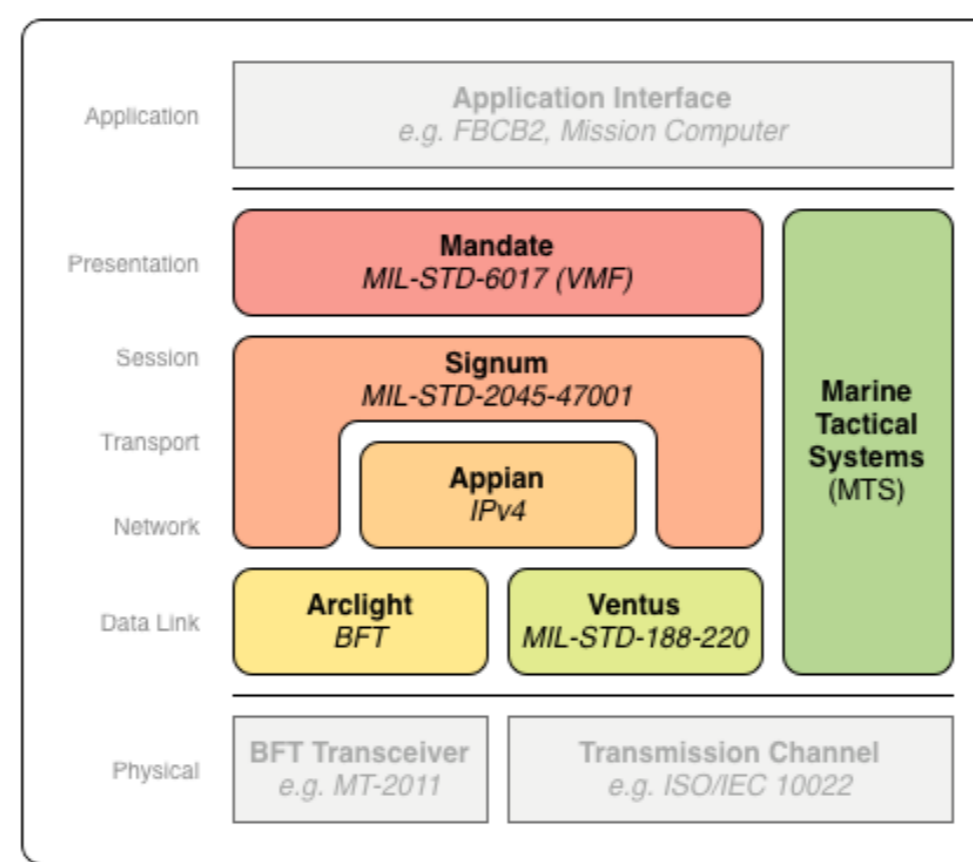 Application
Application Interface
e.g. FBCB2, Mission Computer
Presentation
Mandate
MIL-STD-6017 (VMF)
Session
Signum
MIL-STD-2045-47001
Transport
Appian
IPv4
Network
Marine
Tactical
Systems
(MTS)
Data Link
Arclight
BFT
Ventus
MIL-STD-188-220
Physical
BFT Transceiver
e.g. MT-2011
Transmission Channel
e.g. ISO/IEC 10022